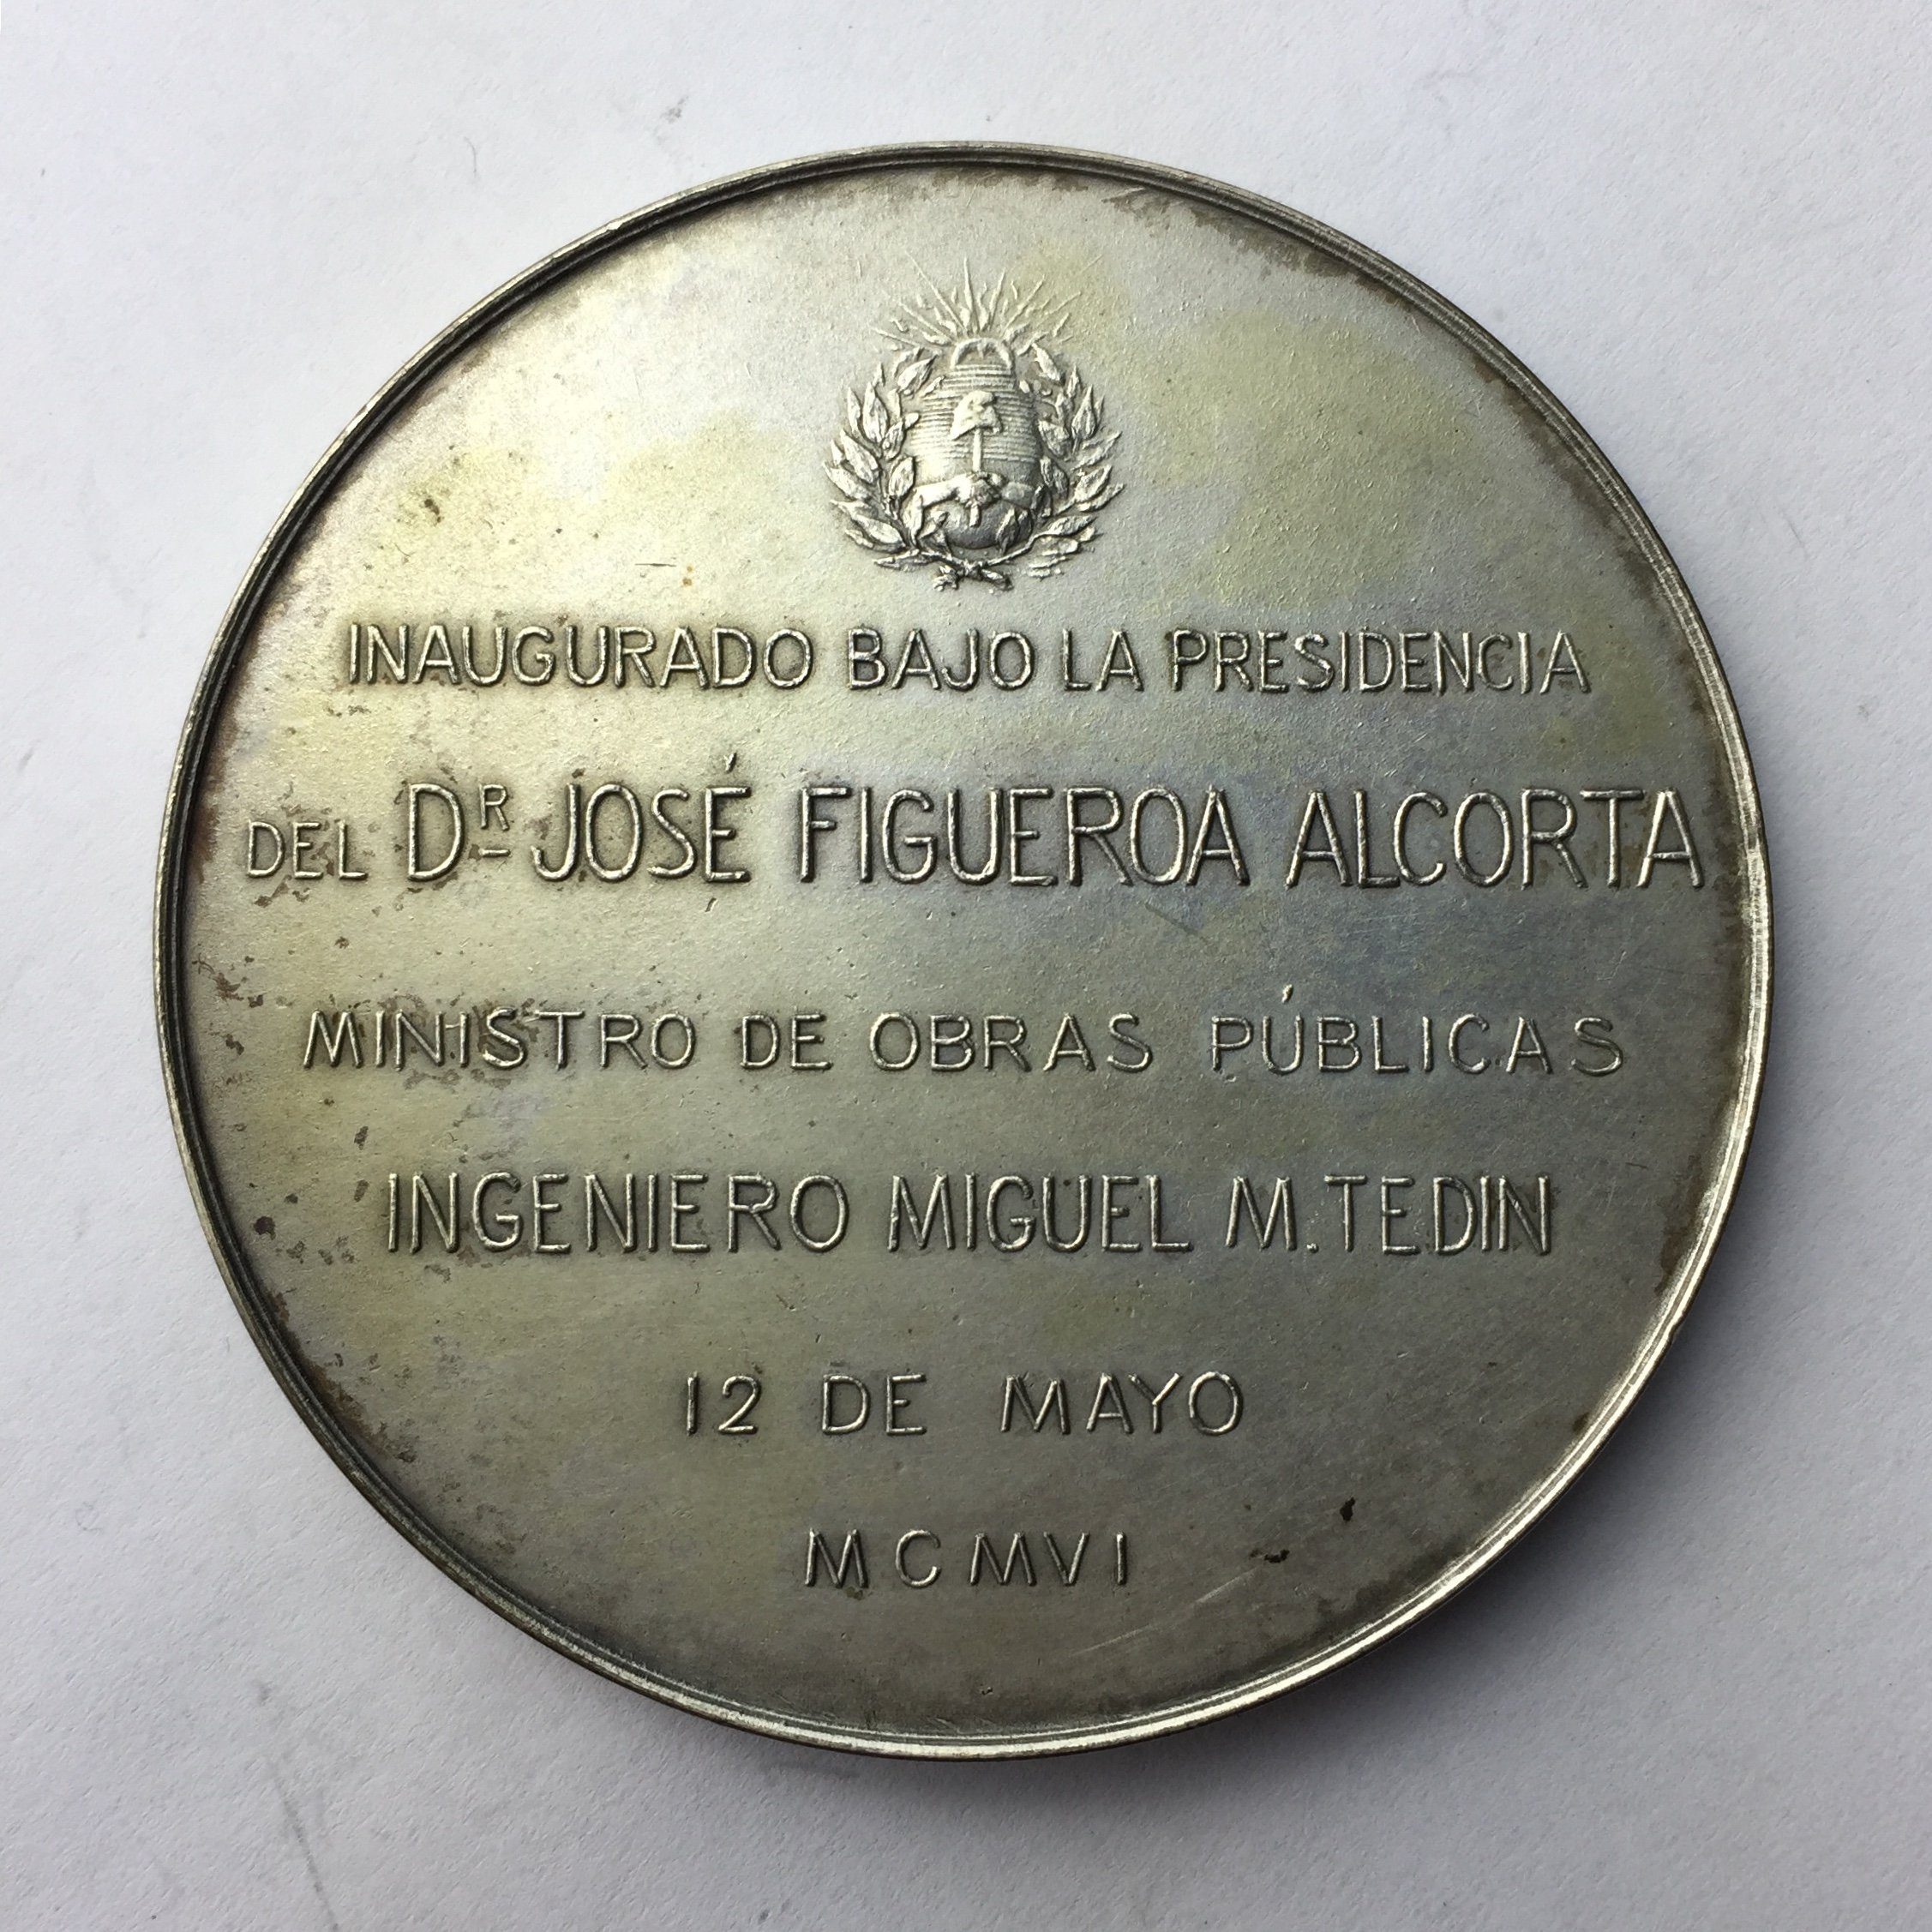 INAUGURADO BAJO LA PRESIDENCIA
DEL DR JOSÉ FIGUEROA ALCORTA
MINISTRO DE OBRAS PÚBLICAS
INGENIERO MIGUEL M. TEDIN
12 DE MAYO
MCMVI